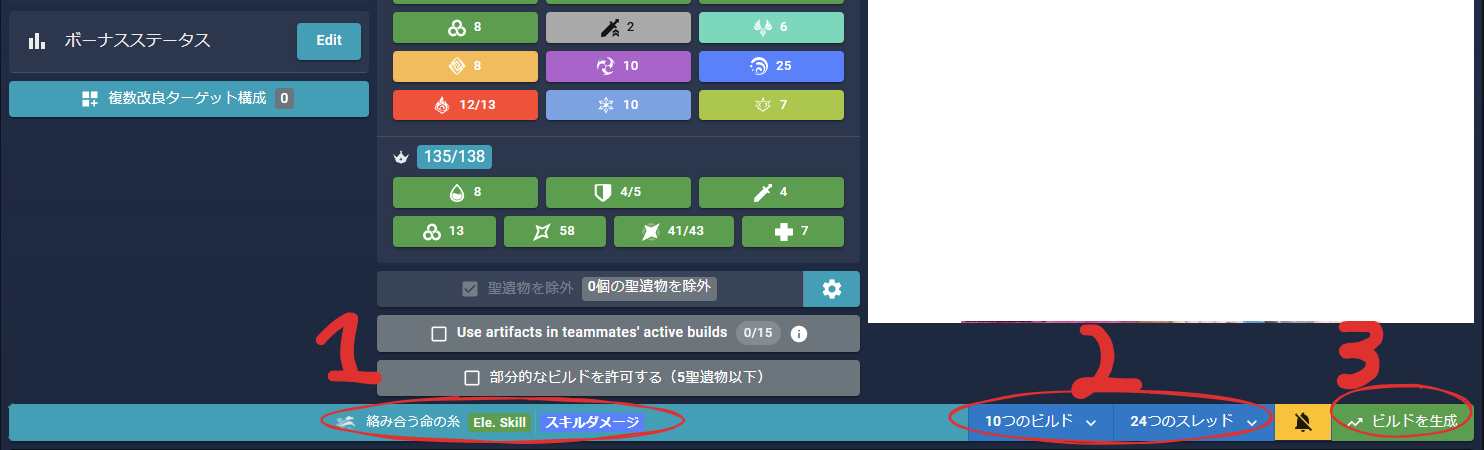 ボーナスステータス Edit
複数改良ターゲット構成 0
8 2 6
8 10 25
12/13 10 7
135/138
8 4/5 4
13 58 41/43 7
聖遺物を除外 0個の聖遺物を除外
Use artifacts in teammates' active builds 0/15
部分的なビルドを許可する（5聖遺物以下）
1 2 3
絡み合う命の糸 Ele. Skill スキルダメージ 10つのビルド 24つのスレッド ビルドを生成